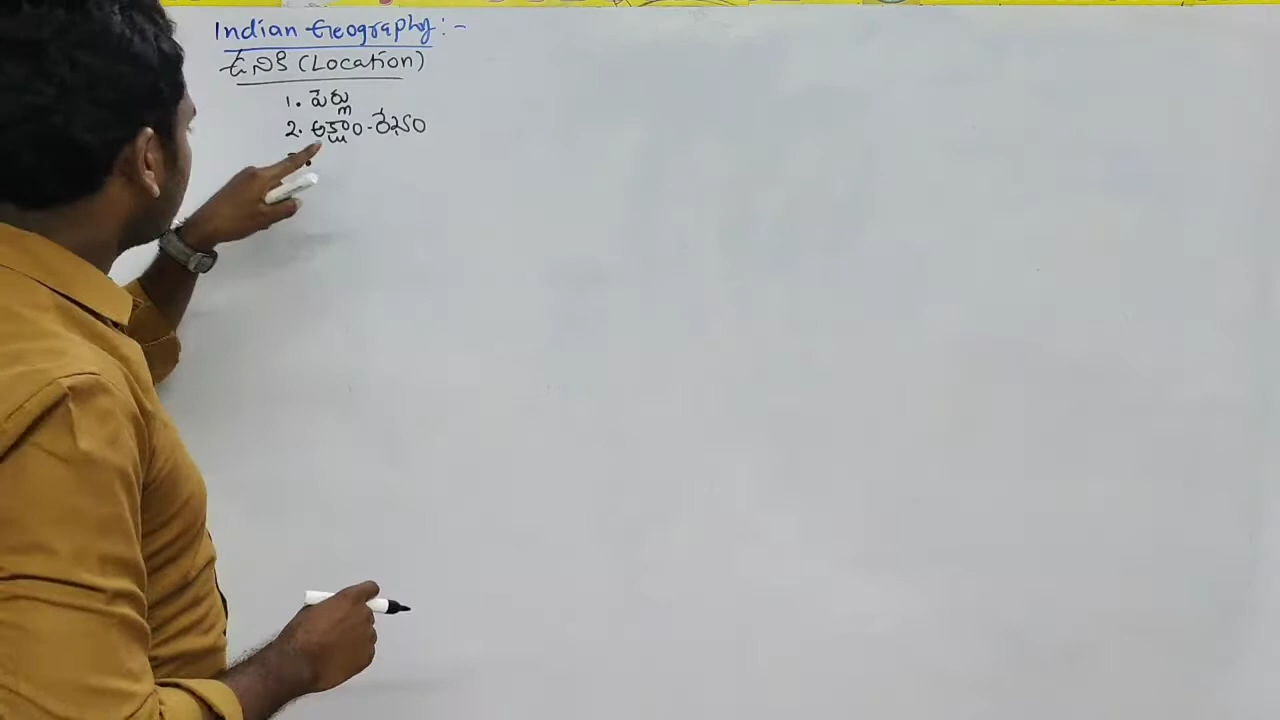 Indian Geography :-
ఉనికి (Location)
1. పేర్లు
2. అక్షాం-రేఖాం